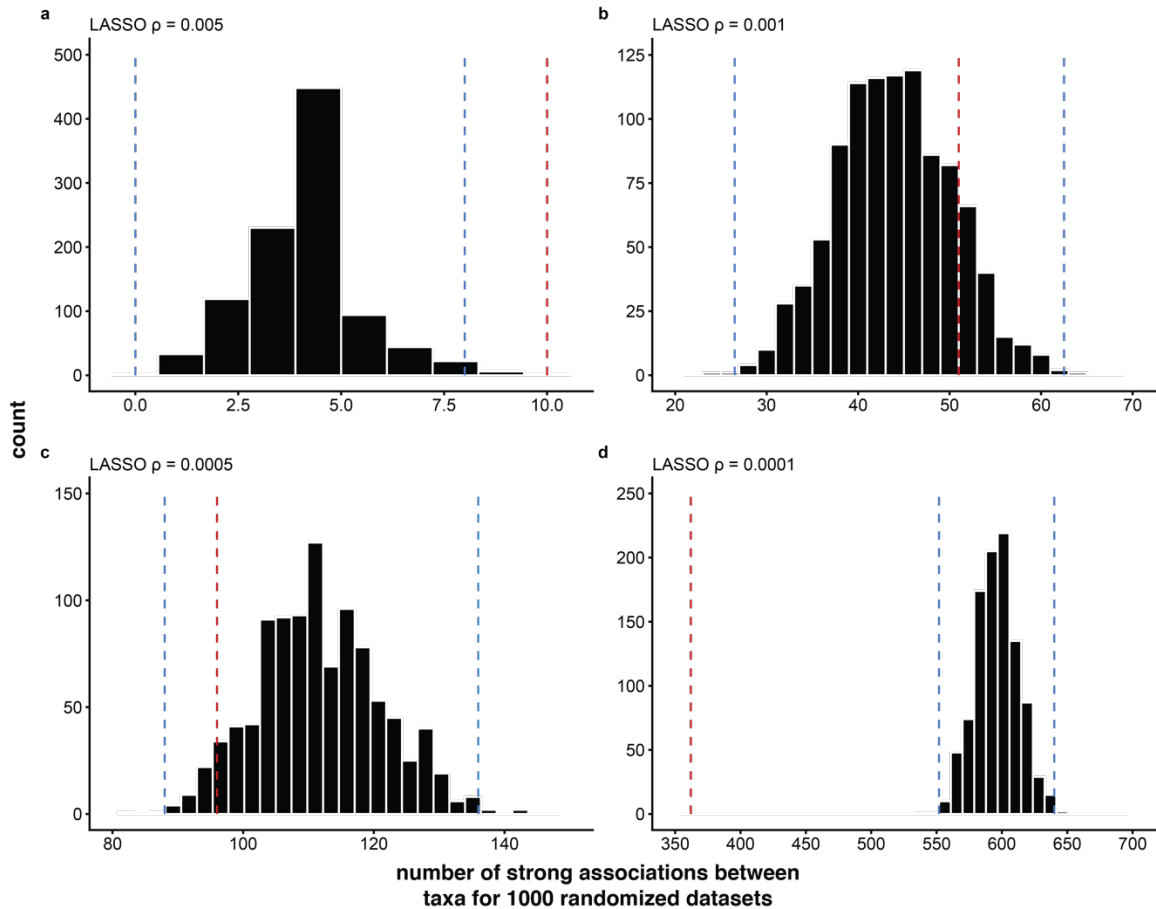 a
LASSO ρ = 0.005
500
400
300
200
100
0
0.0 2.5 5.0 7.5 10.0
b
LASSO ρ = 0.001
125
100
75
50
25
0
20 30 40 50 60 70
count
c
LASSO ρ = 0.0005
150
100
50
0
80 100 120 140
d
LASSO ρ = 0.0001
250
200
150
100
50
0
350 400 450 500 550 600 650 700
number of strong associations between
taxa for 1000 randomized datasets